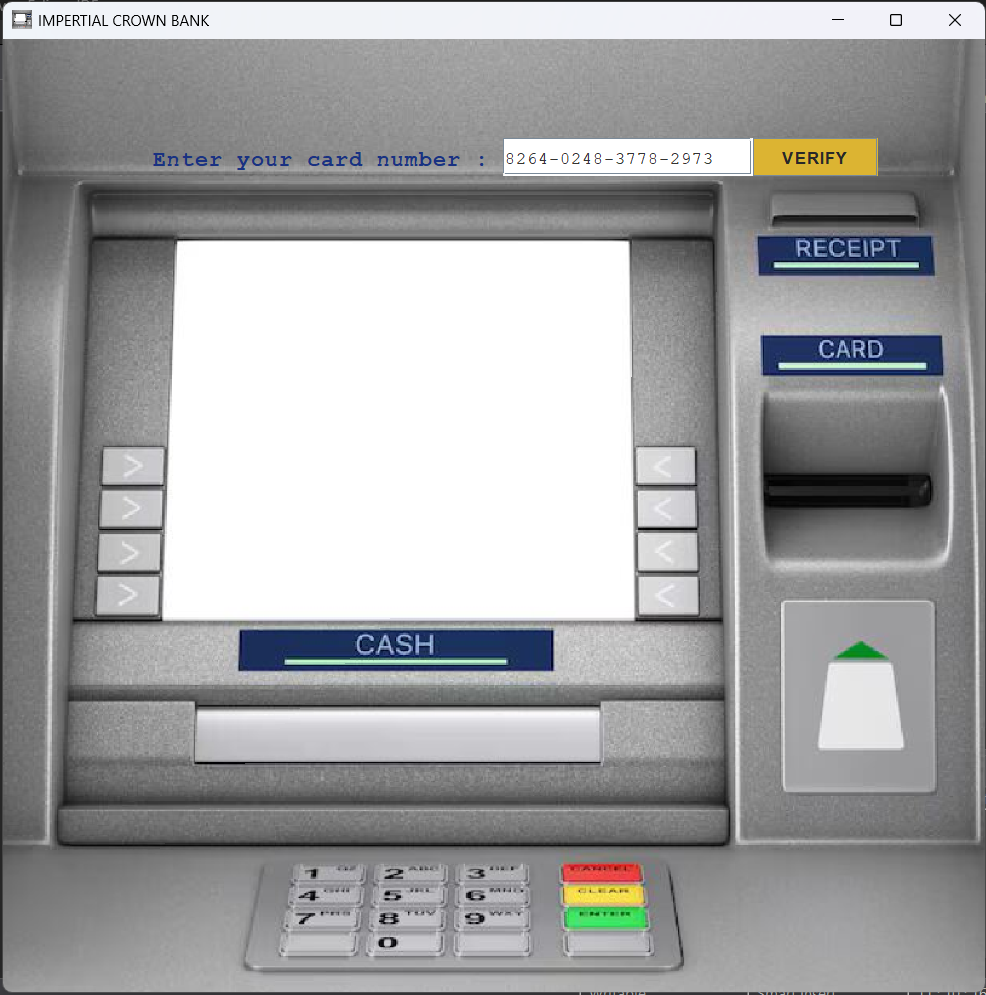 IMPERTIAL CROWN BANK
Enter your card number : 8264-0248-3778-2973 VERIFY
RECEIPT
CARD
> <
> <
> <
> <
CASH
1 QZ 2 ABC 3 DEF CANCEL
4 GHI 5 JKL 6 MNO CLEAR
7 PRS 8 TUV 9 WXY ENTER
0